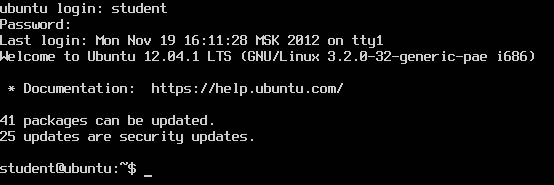 ubuntu login: student
Password:
Last login: Mon Nov 19 16:11:28 MSK 2012 on tty1
Welcome to Ubuntu 12.04.1 LTS (GNU/Linux 3.2.0-32-generic-pae i686)
* Documentation:  https://help.ubuntu.com/
41 packages can be updated.
25 updates are security updates.
student@ubuntu:~$ _